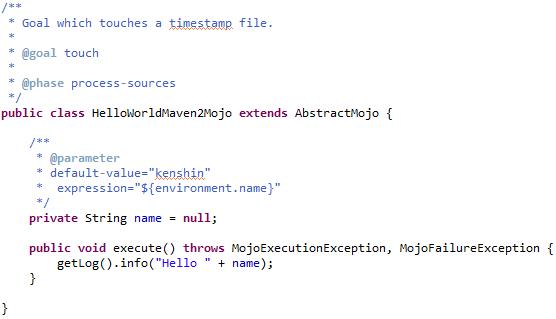 /**
 * Goal which touches a timestamp file.
 *
 * @goal touch
 *
 * @phase process-sources
 */
public class HelloWorldMaven2Mojo extends AbstractMojo {
    /**
     * @parameter
     * default-value="kenshin"
     *  expression="${environment.name}"
     */
    private String name = null;
    public void execute() throws MojoExecutionException, MojoFailureException {
        getLog().info("Hello " + name);
    }
}